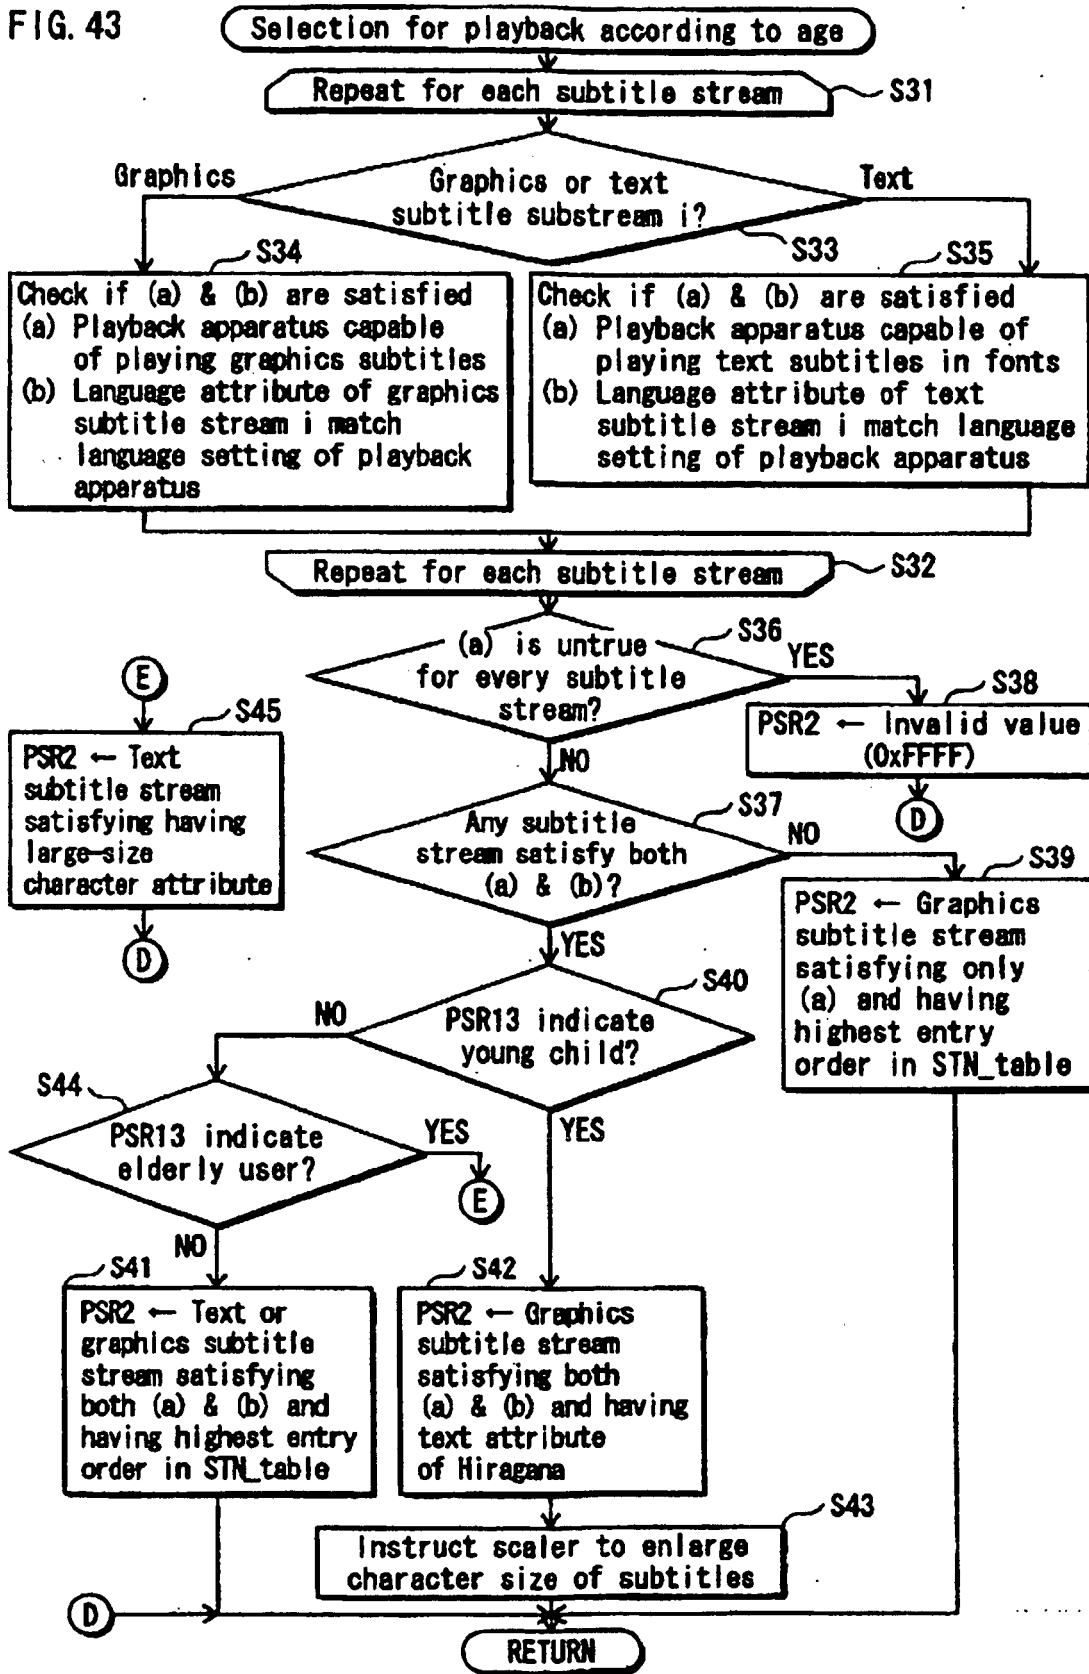 FIG. 43
Selection for playback according to age
Repeat for each subtitle stream
S31
Graphics
Graphics or text
subtitle substream i?
Text
S33
S34
Check if (a) & (b) are satisfied
(a) Playback apparatus capable
of playing graphics subtitles
(b) Language attribute of graphics
subtitle stream i match
language setting of playback
apparatus
S35
Check if (a) & (b) are satisfied
(a) Playback apparatus capable of
playing text subtitles in fonts
(b) Language attribute of text
subtitle stream i match language
setting of playback apparatus
Repeat for each subtitle stream
S32
(a) is untrue
for every subtitle
stream?
S36
YES
NO
S38
PSR2 ← Invalid value
(0xFFFF)
D
E
S45
PSR2 ← Text
subtitle stream
satisfying having
large-size
character attribute
D
Any subtitle
stream satisfy both
(a) & (b)?
S37
NO
YES
S39
PSR2 ← Graphics
subtitle stream
satisfying only
(a) and having
highest entry
order in STN_table
PSR13 indicate
young child?
S40
NO
YES
S44
PSR13 indicate
elderly user?
YES
E
NO
S41
PSR2 ← Text or
graphics subtitle
stream satisfying
both (a) & (b) and
having highest entry
order in STN_table
S42
PSR2 ← Graphics
subtitle stream
satisfying both
(a) & (b) and having
text attribute
of Hiragana
S43
Instruct scaler to enlarge
character size of subtitles
D
RETURN